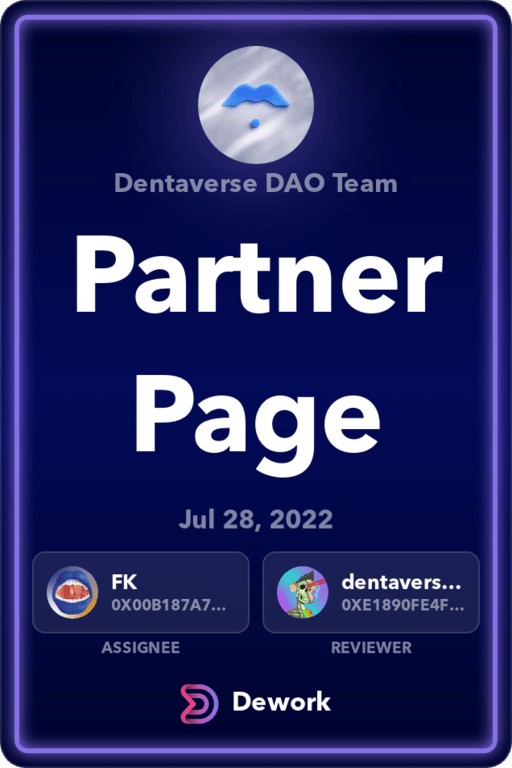 Dentaverse DAO Team
Partner
Page
Jul 28, 2022
FK
0X00B187A7...
ASSIGNEE
dentavers...
0XE1890FE4F...
REVIEWER
Dework